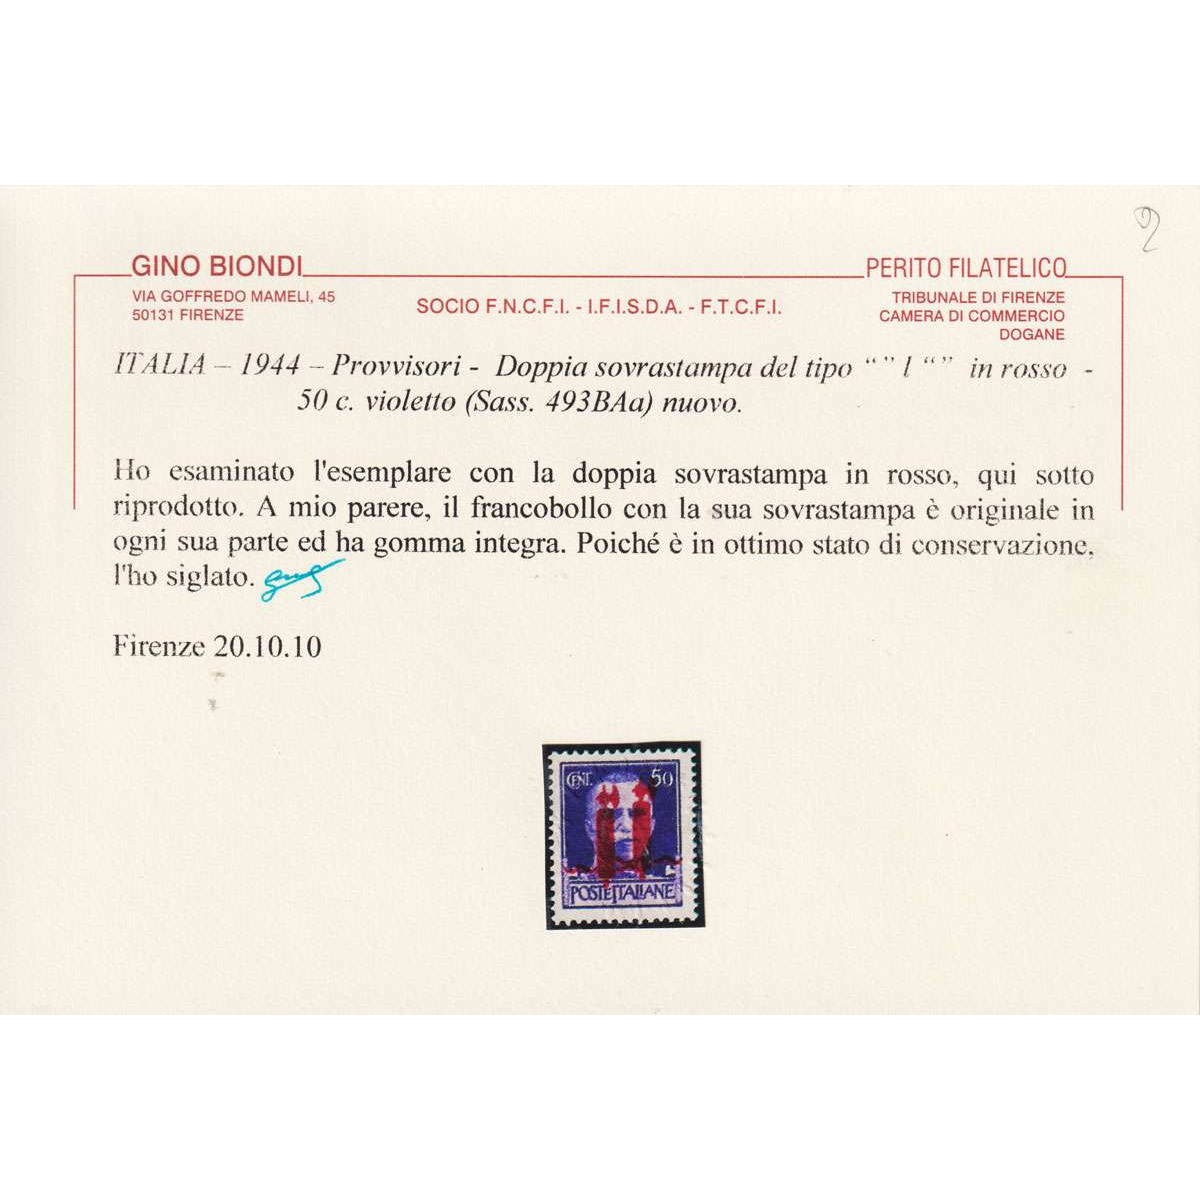 GINO BIONDI
VIA GOFFREDO MAMELI, 45
50131 FIRENZE
SOCIO F.N.C.F.I. - I.F.I.S.D.A. - F.T.C.F.I.
PERITO FILATELICO
TRIBUNALE DI FIRENZE
CAMERA DI COMMERCIO
DOGANE
ITALIA – 1944 – Provvisori - Doppia sovrastampa del tipo “ ” l “ ” in rosso -
50 c. violetto (Sass. 493BAa) nuovo.
Ho esaminato l'esemplare con la doppia sovrastampa in rosso, qui sotto
riprodotto. A mio parere, il francobollo con la sua sovrastampa è originale in
ogni sua parte ed ha gomma integra. Poiché è in ottimo stato di conservazione,
l'ho siglato.
Firenze 20.10.10
CENT. 50
POSTE ITALIANE